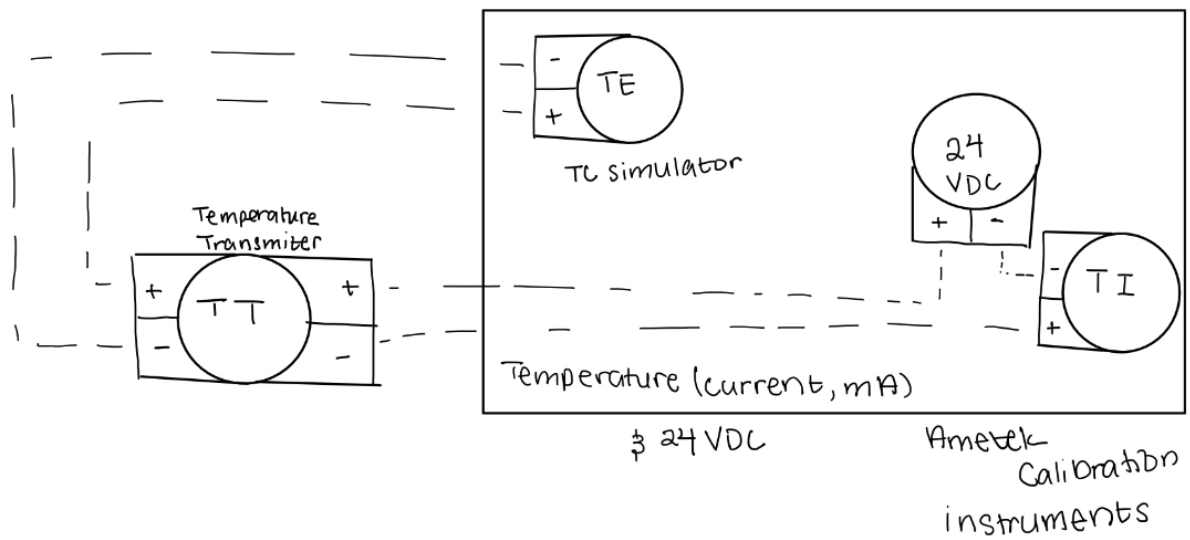 -
TE
+
TC simulator
24
VDC
+ -
Temperature
Transmiter
+
TT
+
-
-
-
TI
+
Temperature (current, mA)
$ 24 VDC
Ametek
Calibration
instruments